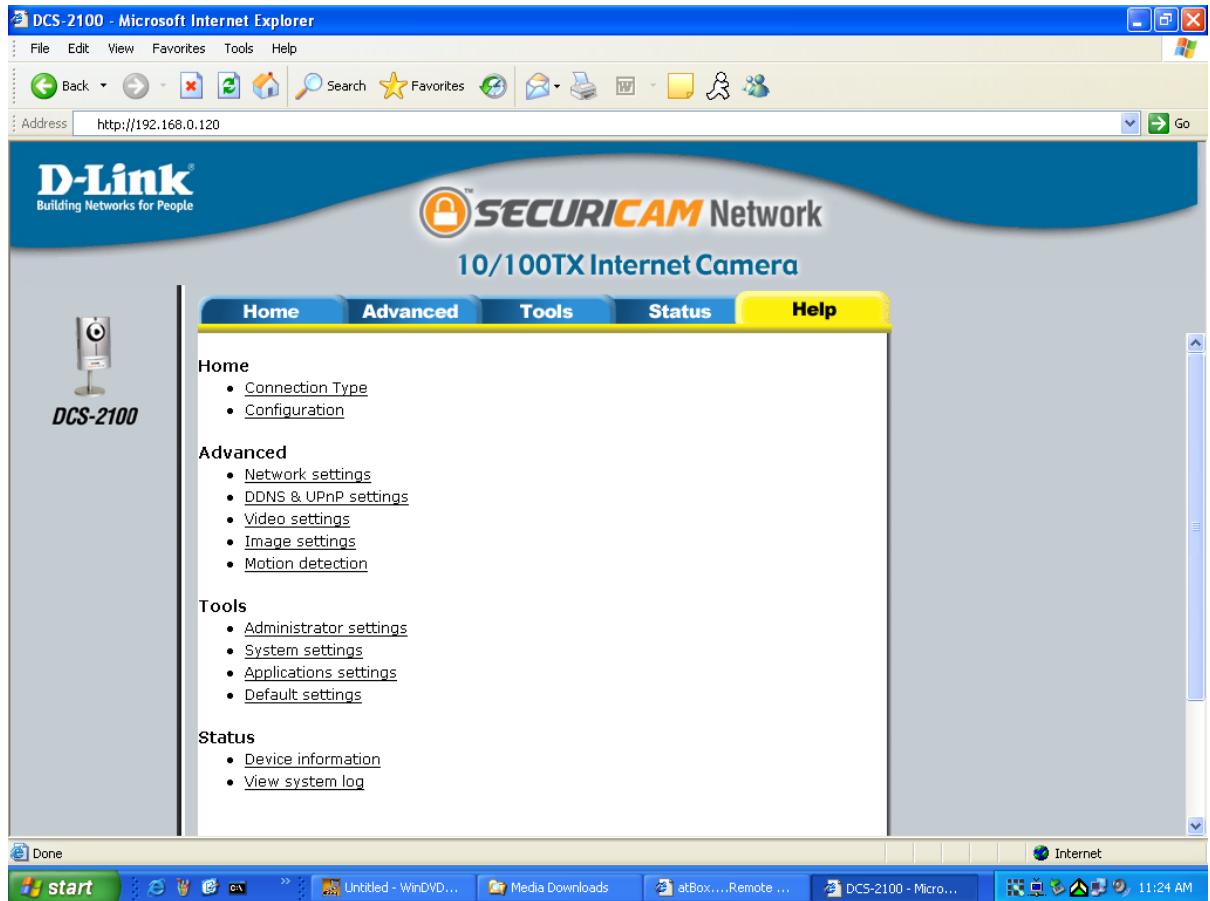 DCS-2100 - Microsoft Internet Explorer
File Edit View Favorites Tools Help
Back Search Favorites
Address http://192.168.0.120 Go
D-Link®
Building Networks for People
SECURICAM™ Network
10/100TX Internet Camera
Home Advanced Tools Status Help
DCS-2100
Home
• Connection Type
• Configuration
Advanced
• Network settings
• DDNS & UPnP settings
• Video settings
• Image settings
• Motion detection
Tools
• Administrator settings
• System settings
• Applications settings
• Default settings
Status
• Device information
• View system log
Done Internet
start Untitled - WinDVD... Media Downloads atBox....Remote ... DCS-2100 - Micro... 11:24 AM